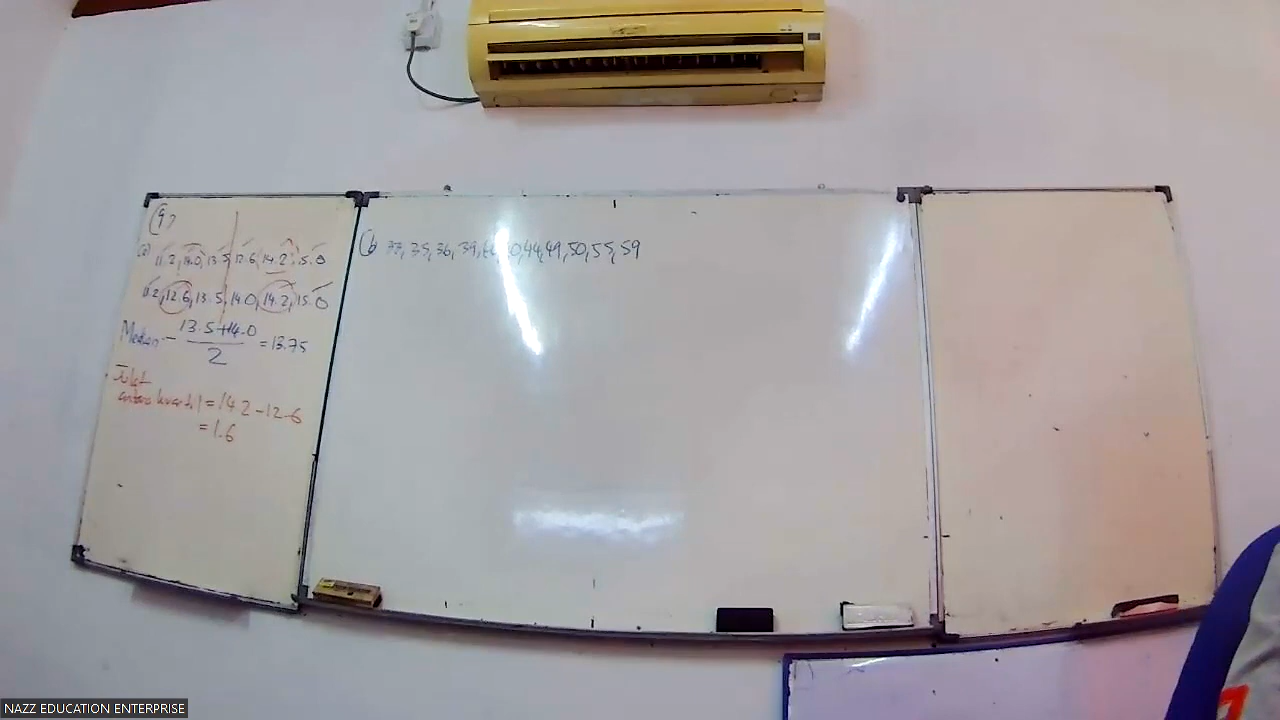 9)
(a) 11.2, 14.0, 13.5, 12.6, 14.2, 15.0
11.2, 12.6, 13.5, 14.0, 14.2, 15.0
Median = 13.5+14.0
2
= 13.75
Julat
antara kuartil = 14.2 - 12.6
= 1.6
(b 33, 35, 36, 39, 40, 44, 49, 50, 55, 59
NAZZ EDUCATION ENTERPRISE